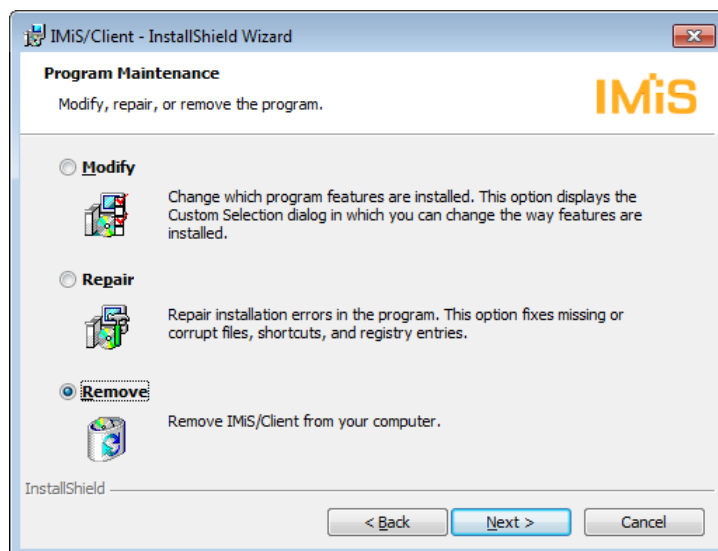 IMiS/Client - InstallShield Wizard
Program Maintenance
Modify, repair, or remove the program.
IMiS
Modify
Change which program features are installed. This option displays the
Custom Selection dialog in which you can change the way features are
installed.
Repair
Repair installation errors in the program. This option fixes missing or
corrupt files, shortcuts, and registry entries.
Remove
Remove IMiS/Client from your computer.
InstallShield
< Back
Next >
Cancel